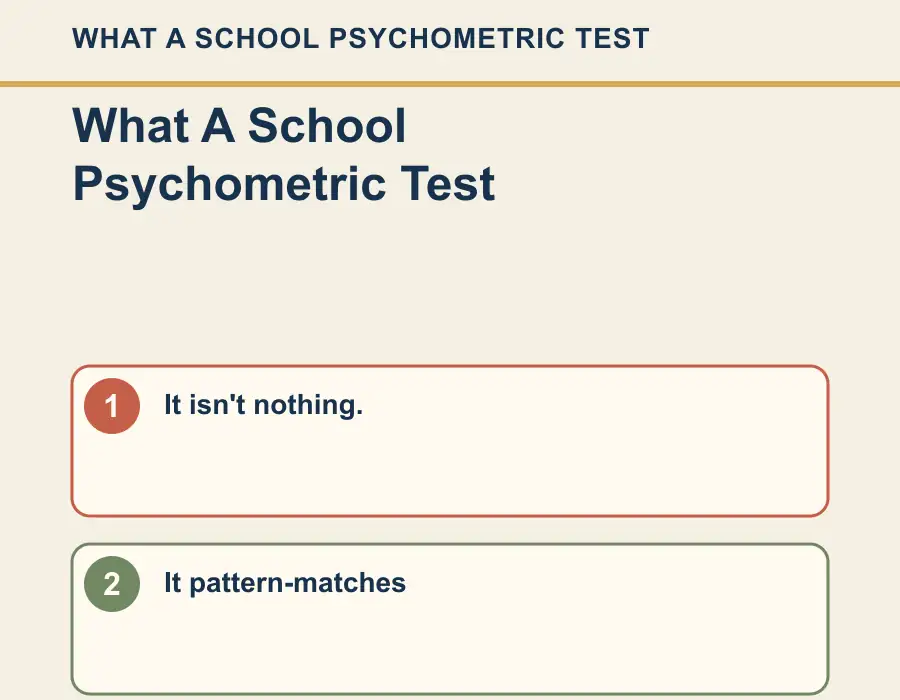 WHAT A SCHOOL PSYCHOMETRIC TEST
What A School
Psychometric Test
1
It isn't nothing.
2
It pattern-matches